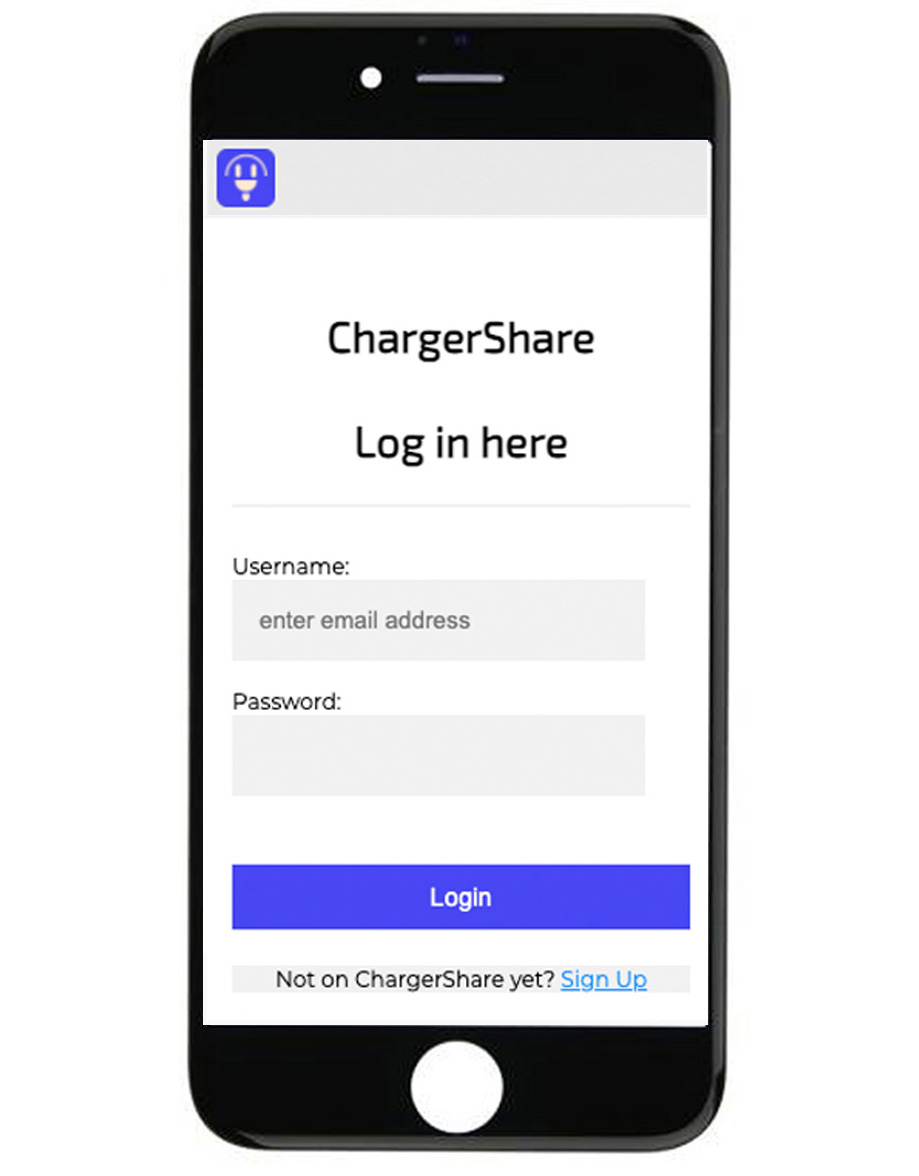 ChargerShare
Log in here
Username:
enter email address
Password:
Login
Not on ChargerShare yet? Sign Up